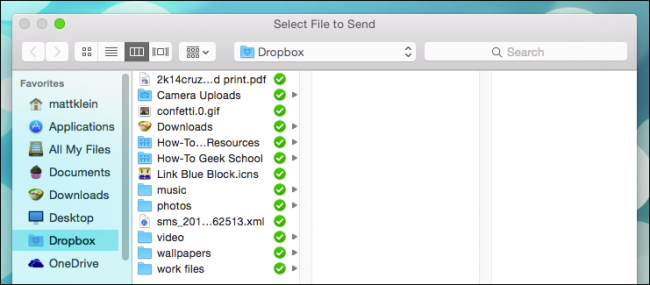 Select File to Send
Dropbox
Search
Favorites
mattklein
Applications
All My Files
Documents
Downloads
Desktop
Dropbox
OneDrive
2k14cruz...d print.pdf
Camera Uploads
confetti.0.gif
Downloads
How-To...Resources
How-To Geek School
Link Blue Block.icns
music
photos
sms_201...62513.xml
video
wallpapers
work files